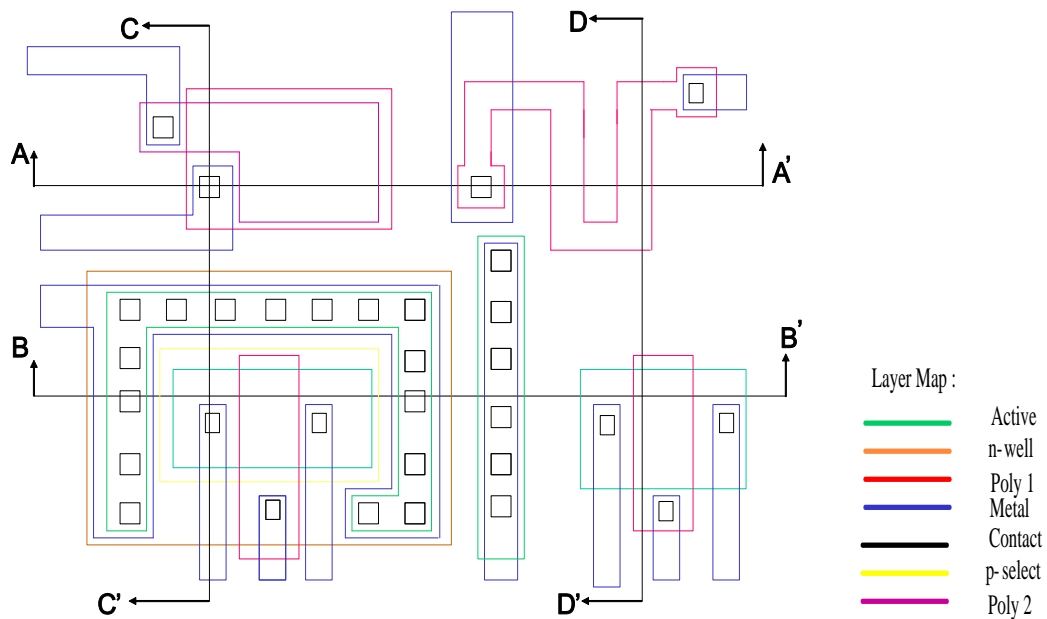 C
D
A
A'
B
B'
C'
D'
Layer Map :
Active
n-well
Poly 1
Metal
Contact
p-select
Poly 2